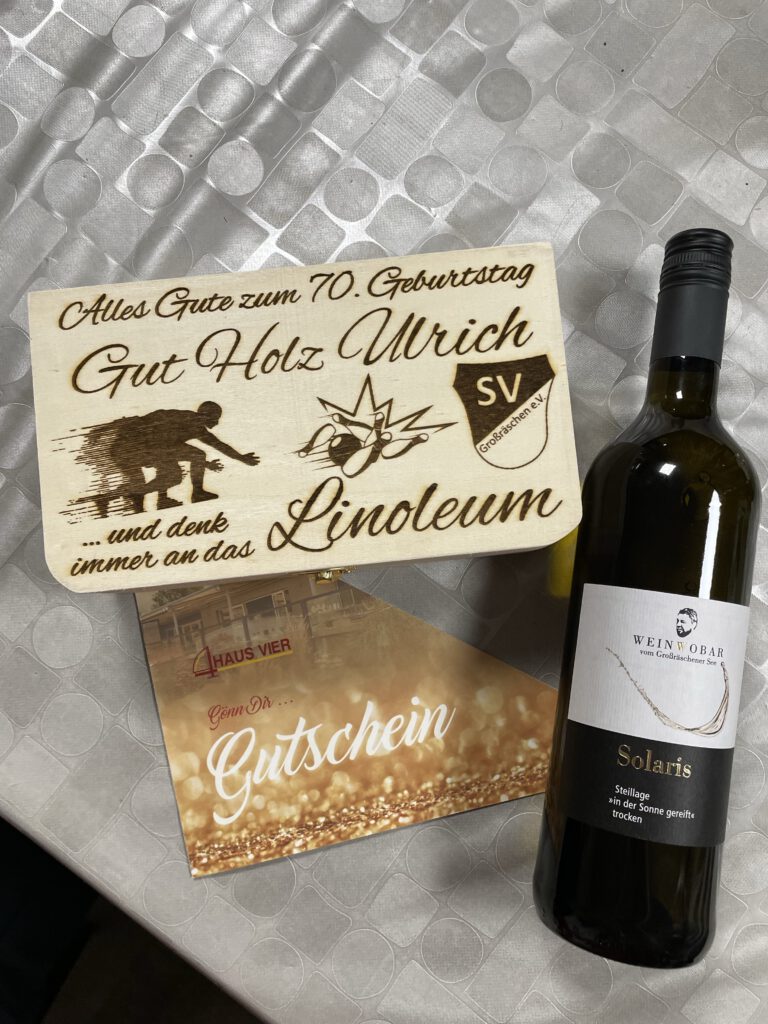 Alles Gute zum 70. Geburtstag
Gut Holz Ulrich
SV
Großräschen e.V.
... und denk
immer an das
Linoleum
4 HAUS VIER
Gönn Dir ...
Gutschein
WEINWOBAR
vom Großräschener See
Solaris
Steillage
»in der Sonne gereift«
trocken